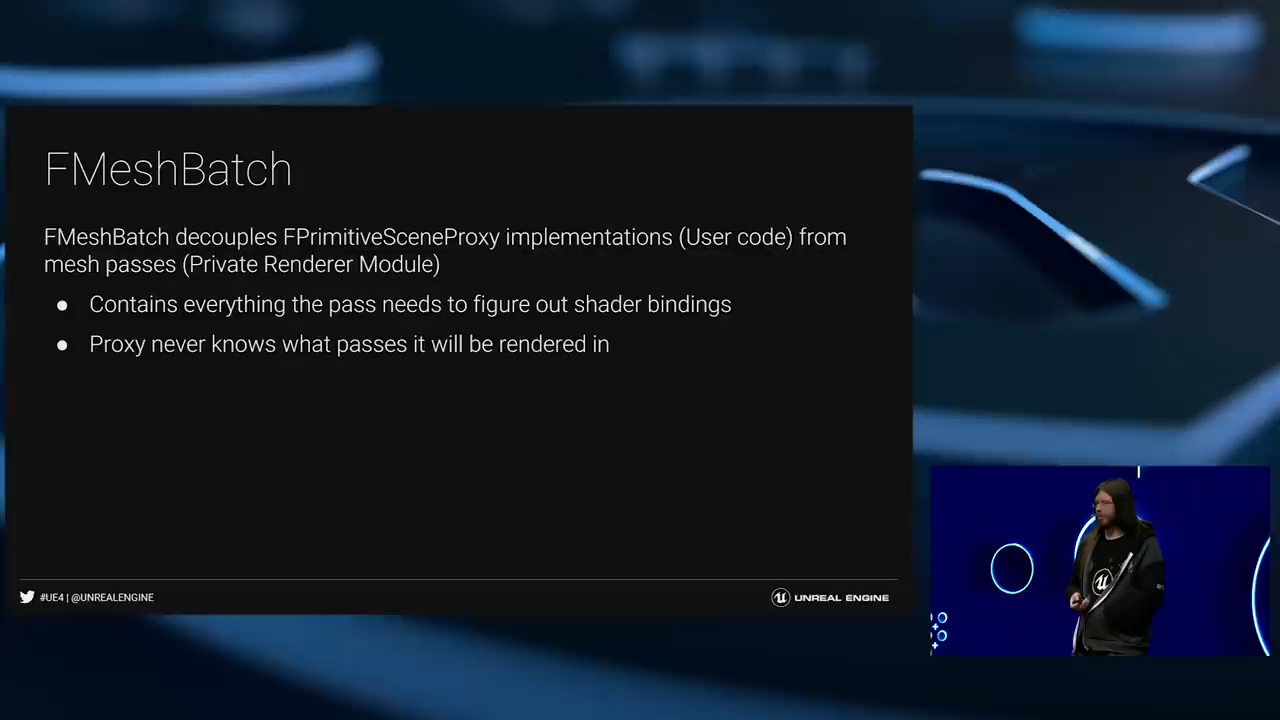 FMeshBatch
FMeshBatch decouples FPrimitiveSceneProxy implementations (User code) from
mesh passes (Private Renderer Module)
● Contains everything the pass needs to figure out shader bindings
● Proxy never knows what passes it will be rendered in
#UE4 | @UNREALENGINE
UNREAL ENGINE